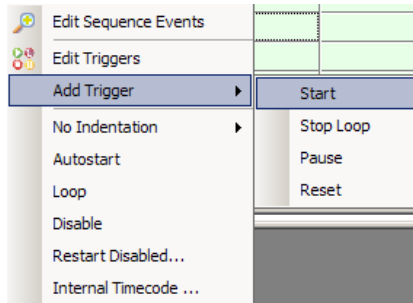 Edit Sequence Events
Edit Triggers
Add Trigger
Start
No Indentation
Stop Loop
Autostart
Pause
Loop
Reset
Disable
Restart Disabled...
Internal Timecode ...